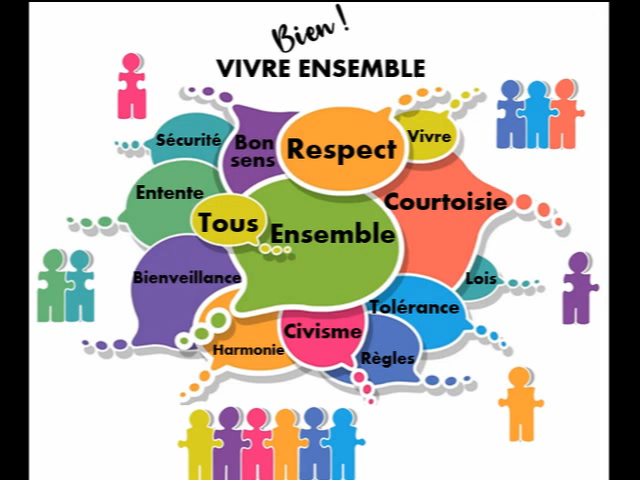 Bien !
VIVRE ENSEMBLE
Sécurité
Bon
sens
Respect
Vivre
Entente
Tous
Ensemble
Courtoisie
Bienveillance
Lois
Tolérance
Harmonie
Civisme
Règles